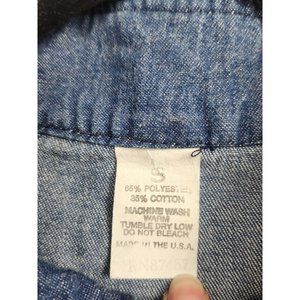 S
65% POLYESTER
35% COTTON
MACHINE WASH
WARM
TUMBLE DRY LOW
DO NOT BLEACH
MADE IN THE U.S.A.